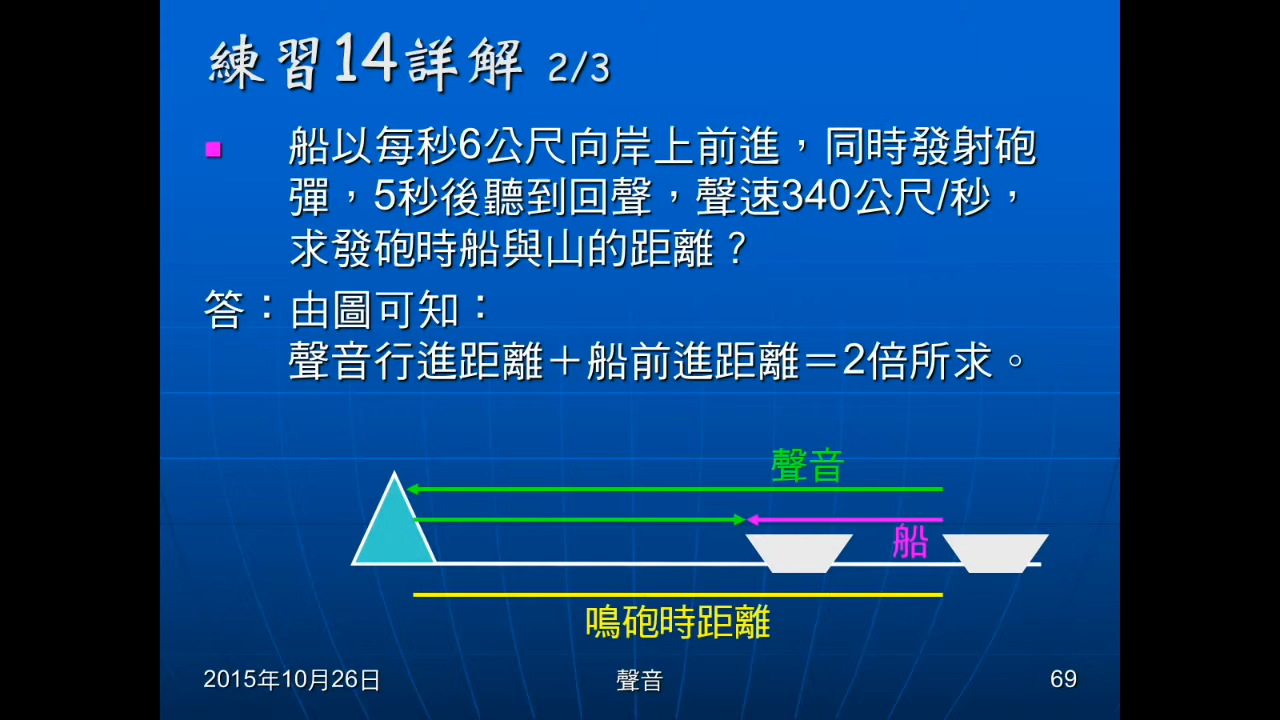 練習14詳解 2/3
船以每秒6公尺向岸上前進，同時發射砲
彈，5秒後聽到回聲，聲速340公尺/秒，
求發砲時船與山的距離？
答：由圖可知：
聲音行進距離＋船前進距離＝2倍所求。
聲音
船
鳴砲時距離
2015年10月26日
聲音
69